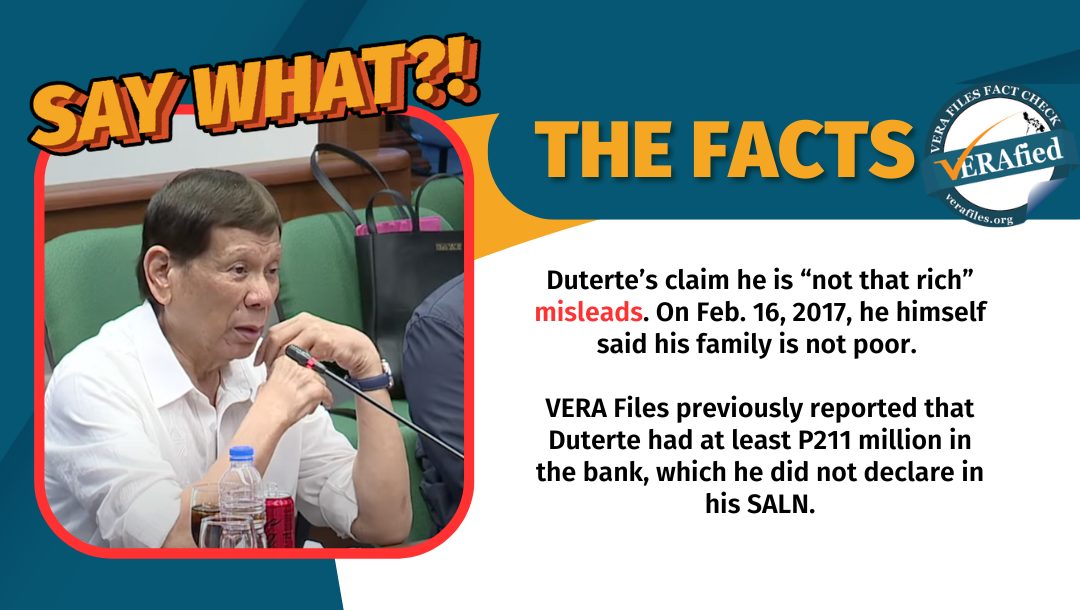 SAY WHAT?!
THE FACTS
VERA FILES FACT CHECK
VERAfied
verafiles.org
Duterte’s claim he is “not that rich”
misleads. On Feb. 16, 2017, he himself
said his family is not poor.
VERA Files previously reported that
Duterte had at least P211 million in
the bank, which he did not declare in
his SALN.